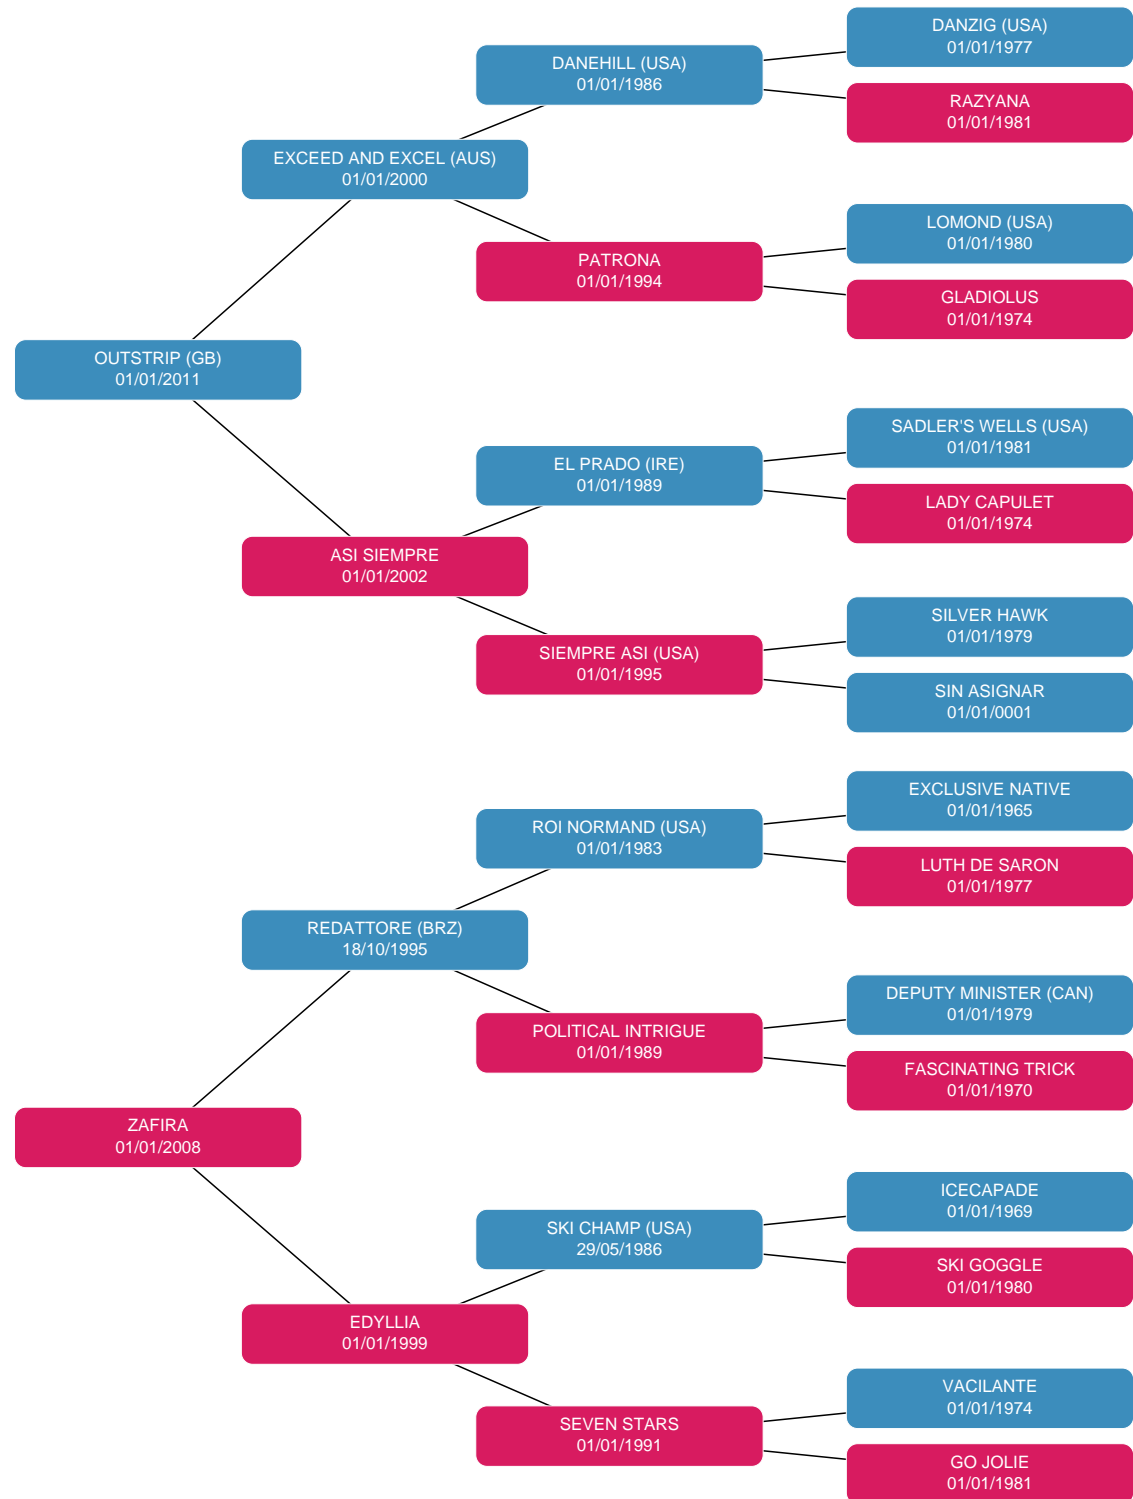 DANZIG (USA)
01/01/1977
DANEHILL (USA)
01/01/1986
RAZYANA
01/01/1981
EXCEED AND EXCEL (AUS)
01/01/2000
LOMOND (USA)
01/01/1980
PATRONA
01/01/1994
GLADIOLUS
01/01/1974
OUTSTRIP (GB)
01/01/2011
SADLER'S WELLS (USA)
01/01/1981
EL PRADO (IRE)
01/01/1989
LADY CAPULET
01/01/1974
ASI SIEMPRE
01/01/2002
SILVER HAWK
01/01/1979
SIEMPRE ASI (USA)
01/01/1995
SIN ASIGNAR
01/01/0001
EXCLUSIVE NATIVE
01/01/1965
ROI NORMAND (USA)
01/01/1983
LUTH DE SARON
01/01/1977
REDATTORE (BRZ)
18/10/1995
DEPUTY MINISTER (CAN)
01/01/1979
POLITICAL INTRIGUE
01/01/1989
FASCINATING TRICK
01/01/1970
ZAFIRA
01/01/2008
ICECAPADE
01/01/1969
SKI CHAMP (USA)
29/05/1986
SKI GOGGLE
01/01/1980
EDYLLIA
01/01/1999
VACILANTE
01/01/1974
SEVEN STARS
01/01/1991
GO JOLIE
01/01/1981